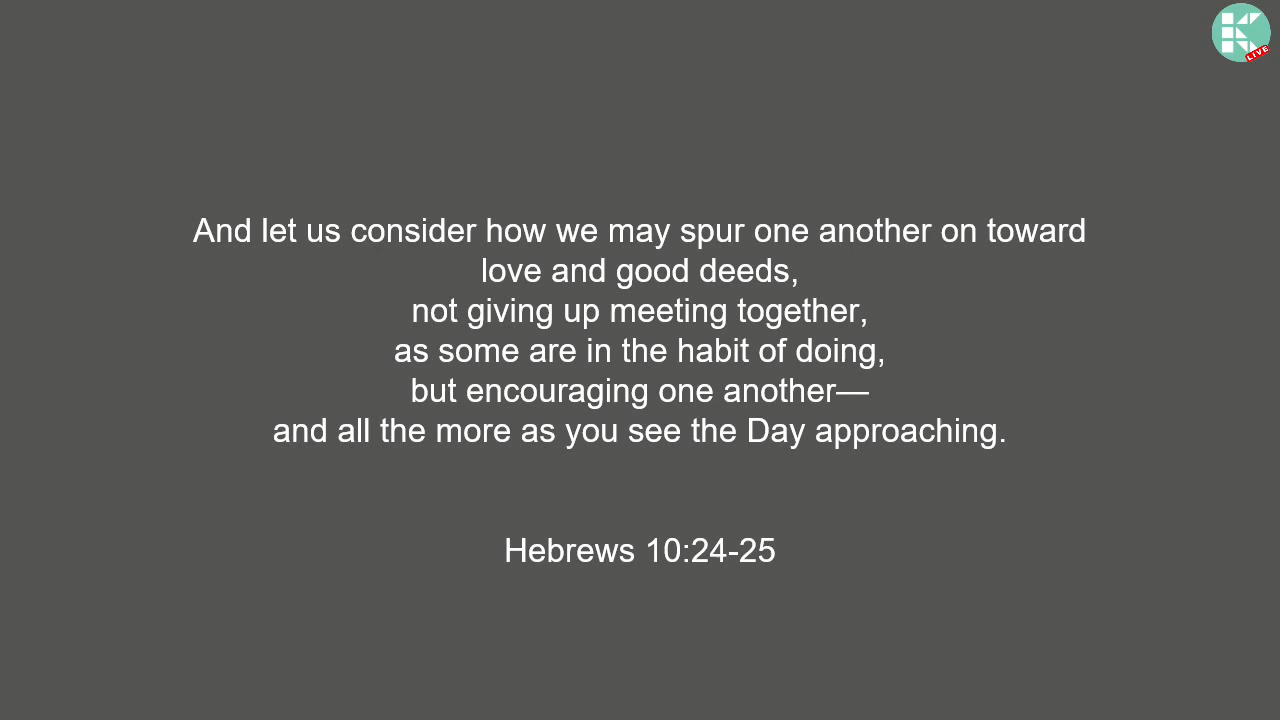 K
LIVE
And let us consider how we may spur one another on toward
love and good deeds,
not giving up meeting together,
as some are in the habit of doing,
but encouraging one another—
and all the more as you see the Day approaching.
Hebrews 10:24-25